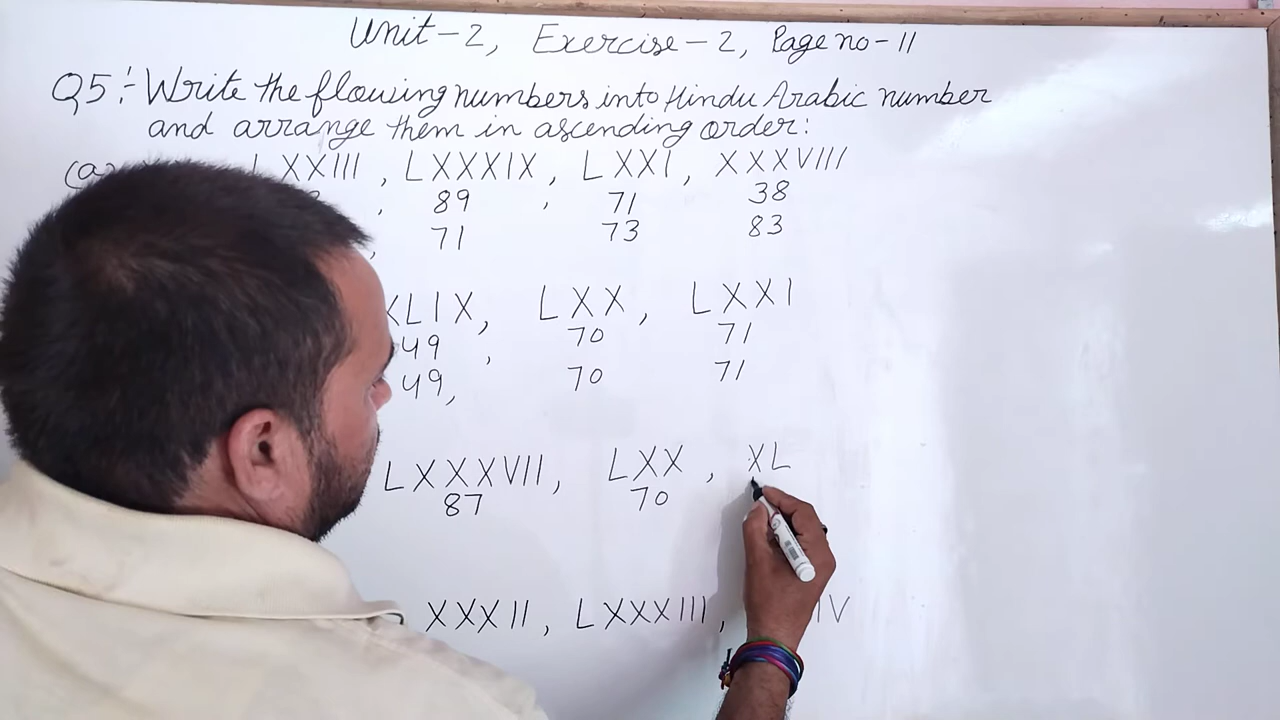 Unit-2, Exercise-2, Page no-11
Q5:- Write the flowsing numbers into Hindu Arabic number
and arrange them in ascending order:
(a) LXXIII, LXXXIX, LXXI, XXXVIII
, 89, 71 38
, 71 73 83
XLIX, LXX, LXXI
49, 70 71
49, 70 71
LXXXVII, LXX, XL
87 70
XXXII, LXXXIII, IV